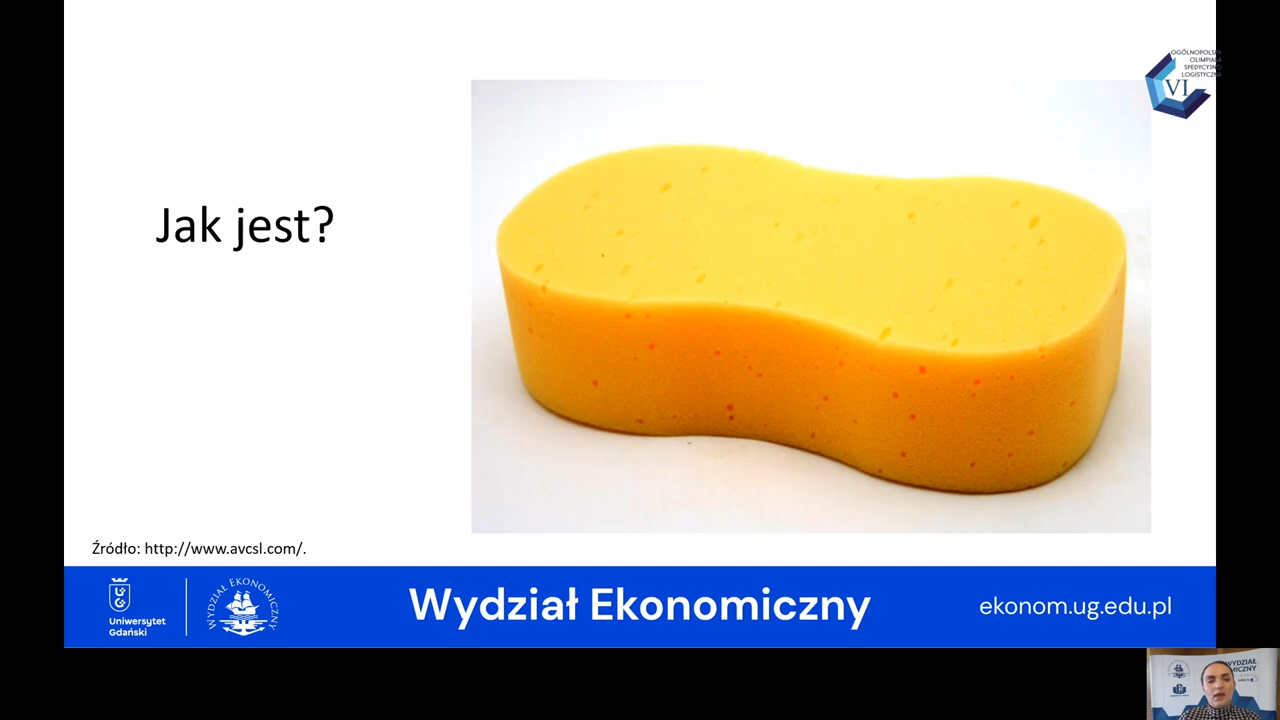 OGÓLNOPOLSKA
OLIMPIADA
SPEDYCYJNO
LOGISTYCZNA
VI
Jak jest?
Źródło: http://www.avcsl.com/.
Uniwersytet
Gdański
WYDZIAŁ EKONOMICZNY
Wydział Ekonomiczny
ekonom.ug.edu.pl
WYDZIAŁ